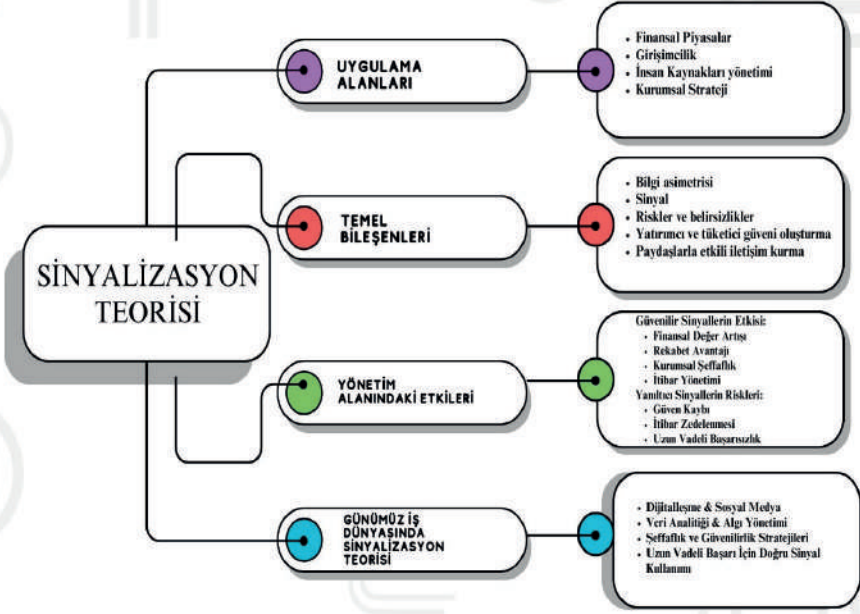 SİNYALİZASYON
TEORİSİ
UYGULAMA
ALANLARI
• Finansal Piyasalar
• Girişimcilik
• İnsan Kaynakları yönetimi
• Kurumsal Strateji
TEMEL
BİLEŞENLERİ
• Bilgi asimetrisi
• Sinyal
• Riskler ve belirsizlikler
• Yatırımcı ve tüketici güveni oluşturma
• Paydaşlarla etkili iletişim kurma
YÖNETİM
ALANINDAKİ ETKİLERİ
Güvenilir Sinyallerin Etkisi:
• Finansal Değer Artışı
• Rekabet Avantajı
• Kurumsal Şeffaflık
• İtibar Yönetimi
Yanıltıcı Sinyallerin Riskleri:
• Güven Kaybı
• İtibar Zedelenmesi
• Uzun Vadeli Başarısızlık
GÜNÜMÜZ İŞ
DÜNYASINDA
SİNYALİZASYON
TEORİSİ
• Dijitalleşme & Sosyal Medya
• Veri Analitiği & Algı Yönetimi
• Şeffaflık ve Güvenilirlik Stratejileri
• Uzun Vadeli Başarı İçin Doğru Sinyal
Kullanımı